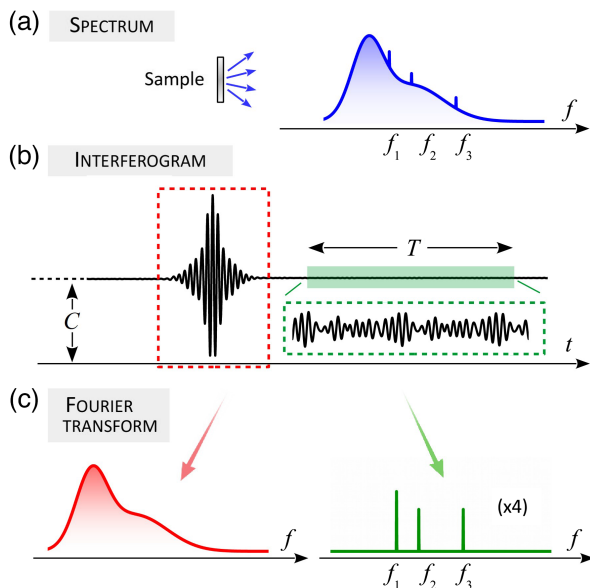 (a) SPECTRUM
Sample
f
f1 f2 f3
(b) INTERFEROGRAM
T
C
t
(c) FOURIER
TRANSFORM
(x4)
f f
f1 f2 f3